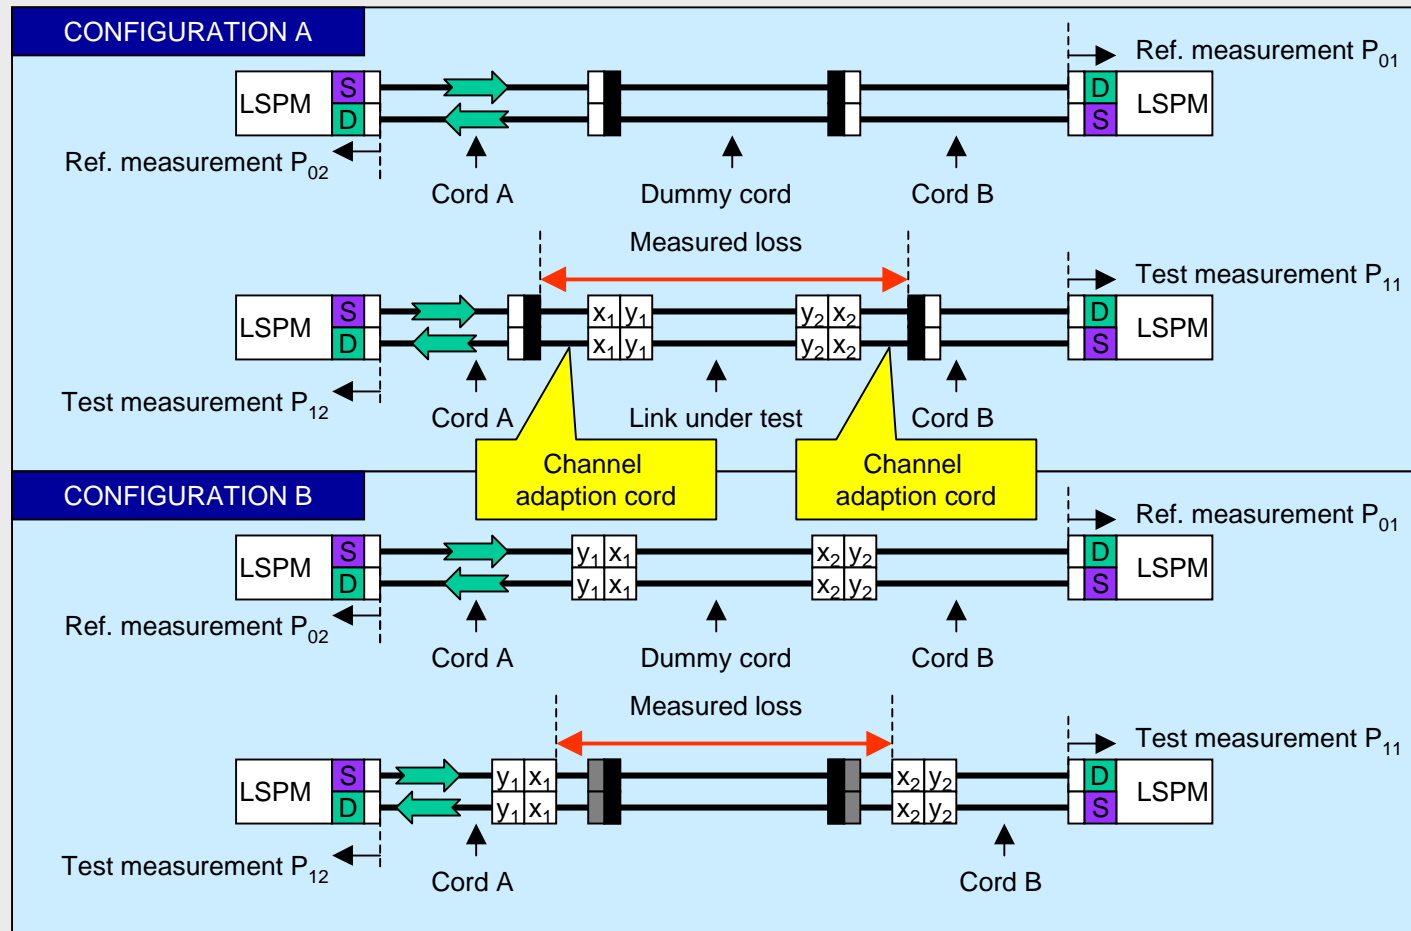 CONFIGURATION A
Ref. measurement P01
LSPM S D
D S LSPM
Ref. measurement P02
Cord A
Dummy cord
Cord B
Measured loss
Test measurement P11
LSPM S D
x1 y1
x1 y1
y2 x2
y2 x2
D S LSPM
Test measurement P12
Cord A
Link under test
Cord B
Channel
adaption cord
Channel
adaption cord
CONFIGURATION B
Ref. measurement P01
LSPM S D
y1 x1
y1 x1
x2 y2
x2 y2
D S LSPM
Ref. measurement P02
Cord A
Dummy cord
Cord B
Measured loss
Test measurement P11
LSPM S D
y1 x1
y1 x1
x2 y2
x2 y2
D S LSPM
Test measurement P12
Cord A
Cord B